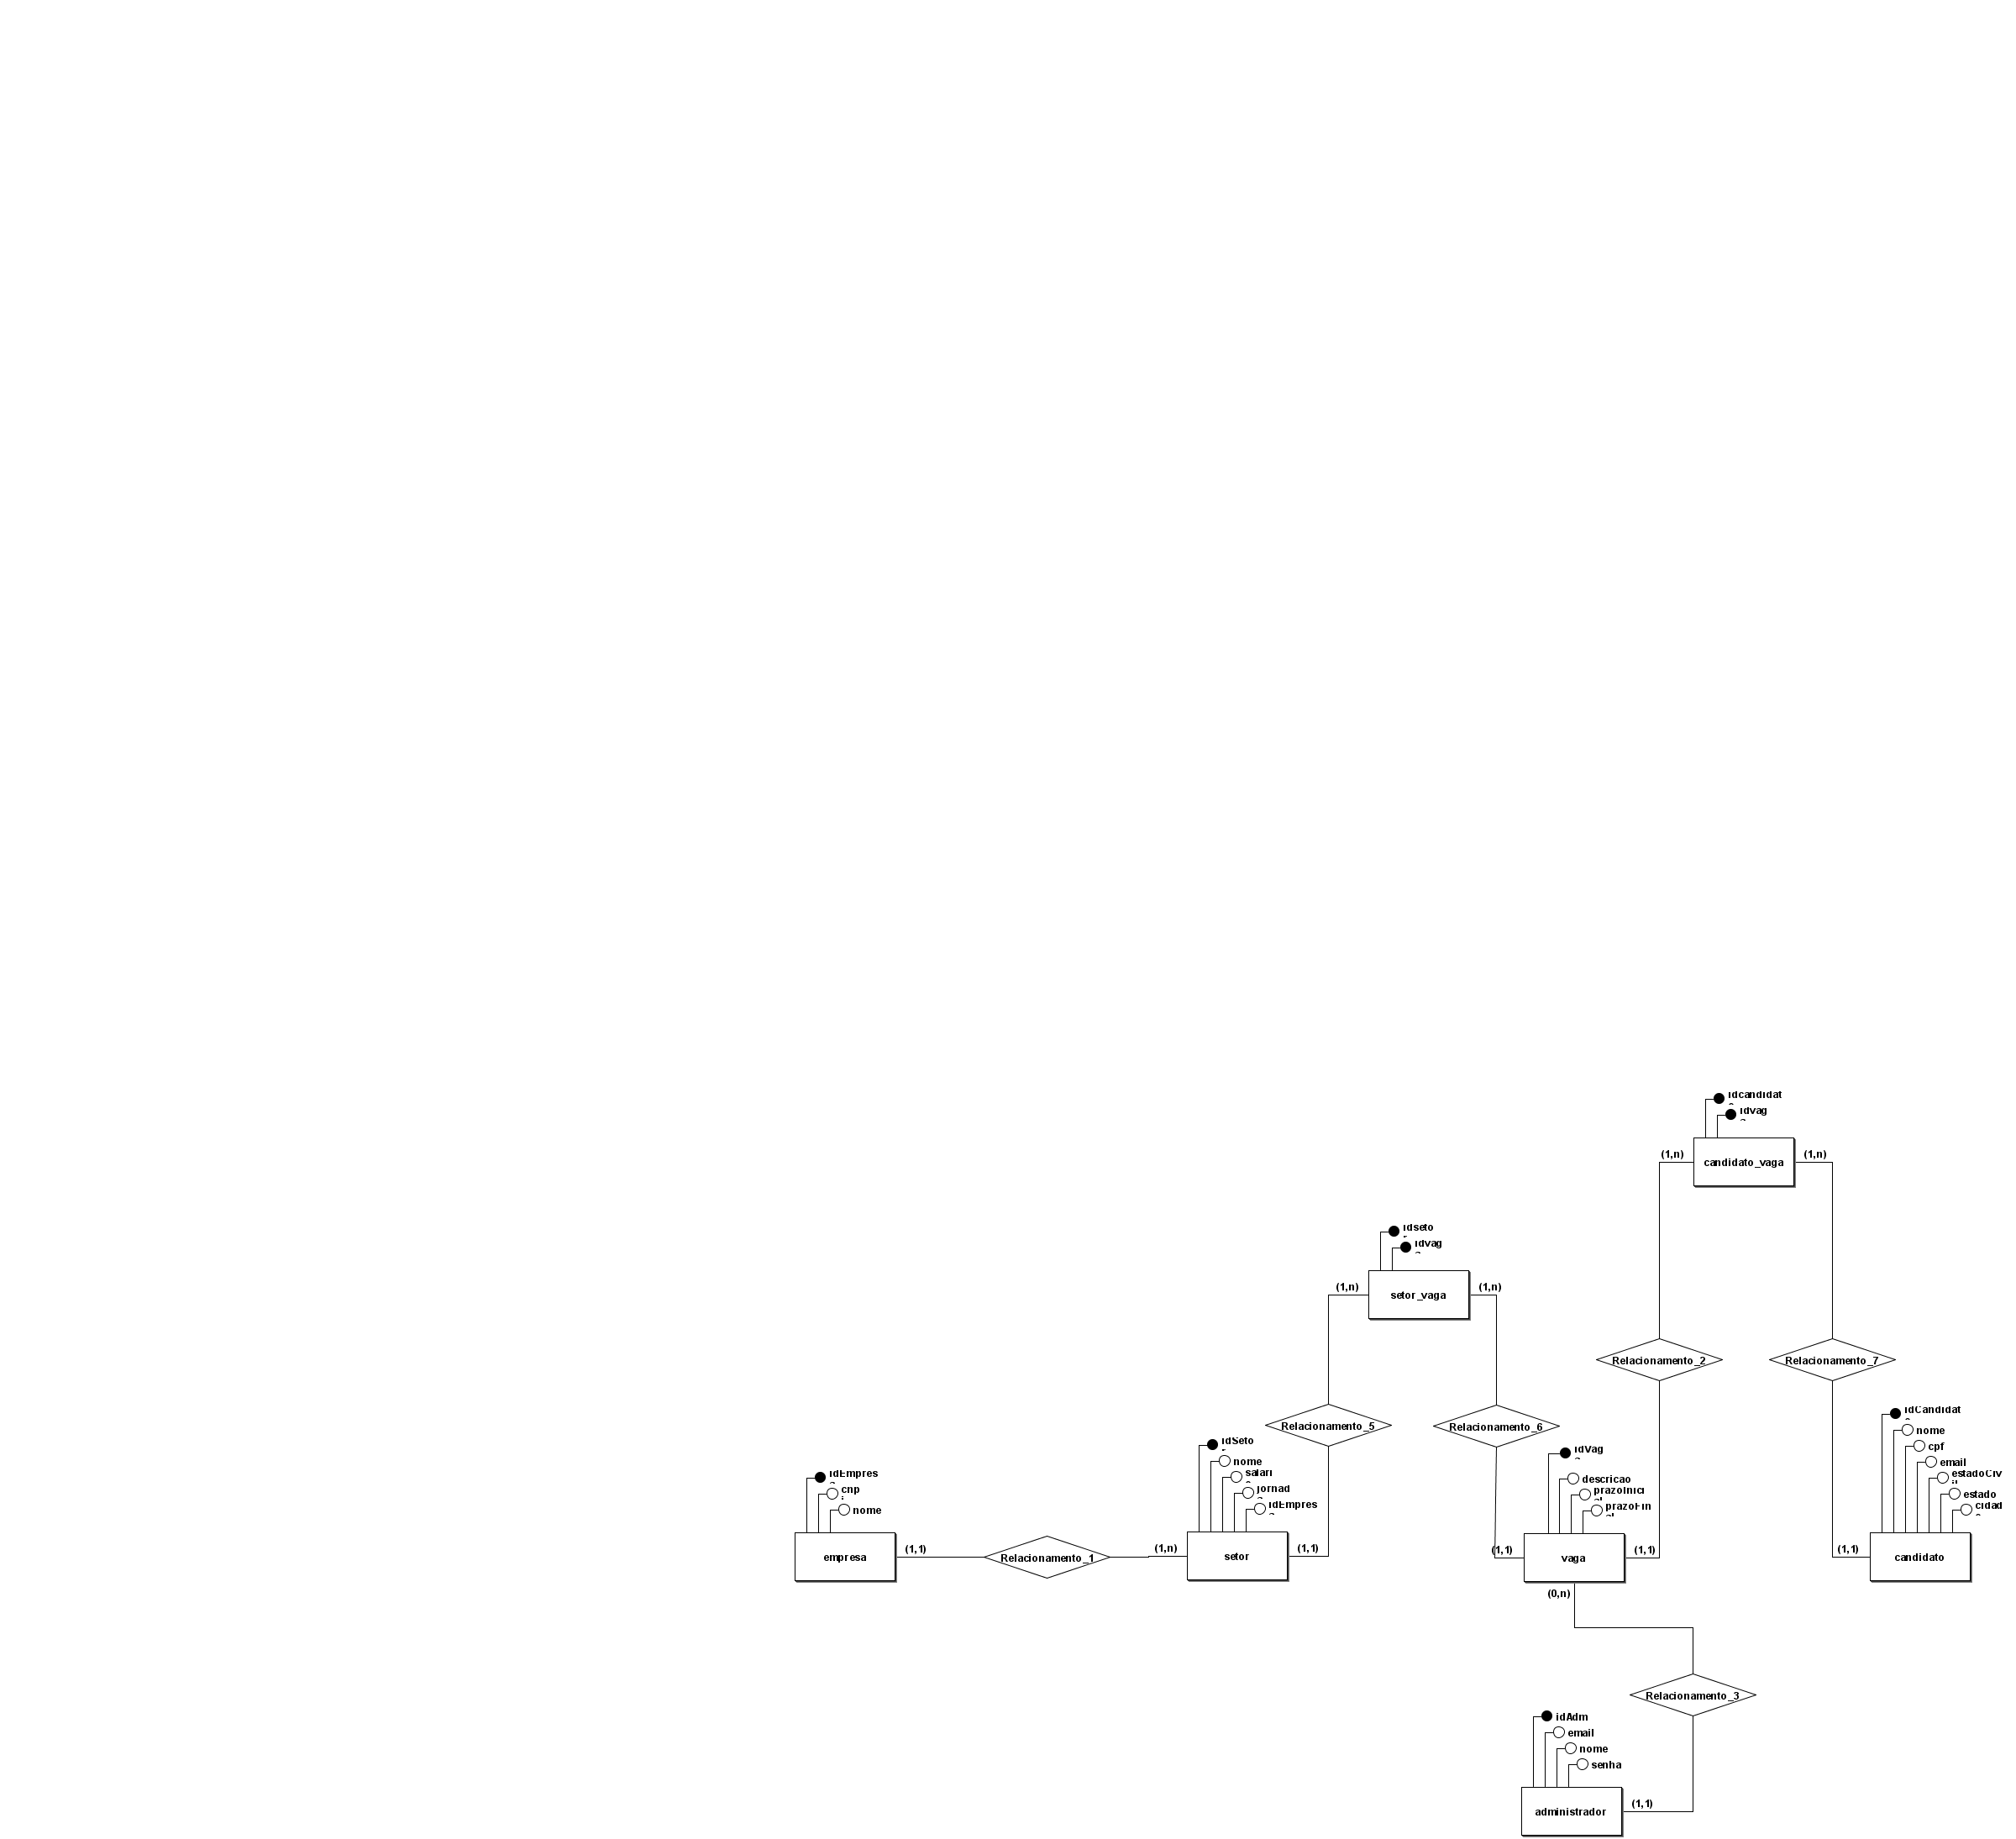 idcandidat
idvag
(1,n)
(1,n)
candidato_vaga
idseto
idvag
(1,n)
(1,n)
setor_vaga
Relacionamento_2
Relacionamento_7
Relacionamento_5
Relacionamento_6
idEmpres
cnp
nome
(1,1)
empresa
Relacionamento_1
idSeto
nome
salari
jornad
idEmpres
(1,n)
(1,1)
setor
idVag
descricao
prazoInici
prazoFin
(1,1)
(1,1)
vaga
(0,n)
idCandidat
nome
cpf
email
estadoCiv
il
estado
cidad
(1,1)
candidato
Relacionamento_3
idAdm
email
nome
senha
(1,1)
administrador